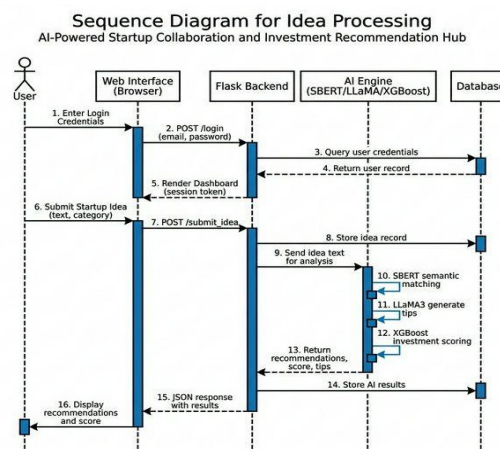 Sequence Diagram for Idea Processing
AI-Powered Startup Collaboration and Investment Recommendation Hub
User
Web Interface
(Browser)
Flask Backend
AI Engine
(SBERT/LLaMA/XGBoost)
Database
1. Enter Login
Credentials
2. POST /login
(email, password)
3. Query user credentials
4. Return user record
5. Render Dashboard
(session token)
6. Submit Startup Idea
(text, category)
7. POST /submit_idea
8. Store idea record
9. Send idea text
for analysis
10. SBERT semantic
matching
11. LLaMA3 generate
tips
12. XGBoost
investment scoring
13. Return
recommendations,
score, tips
14. Store AI results
15. JSON response
with results
16. Display
recommendations
and score